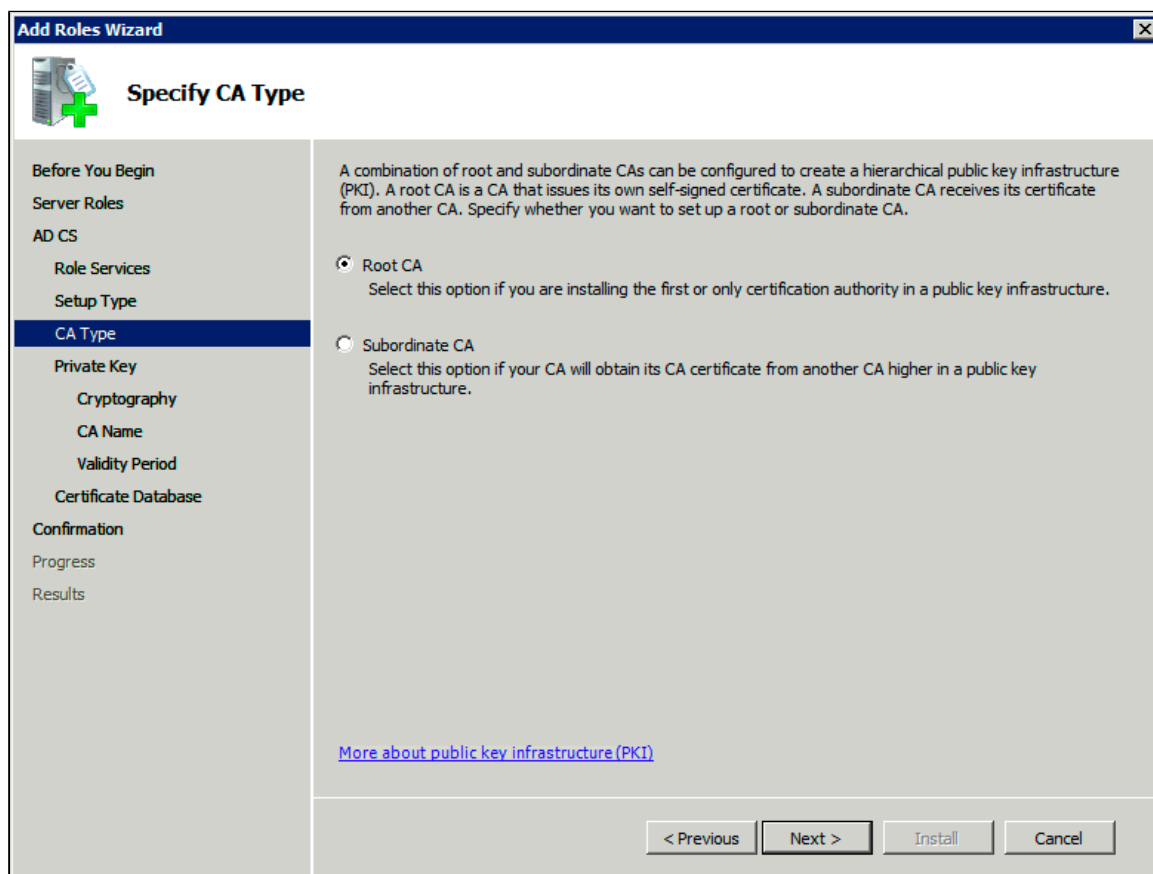 Add Roles Wizard
Specify CA Type
Before You Begin
Server Roles
AD CS
Role Services
Setup Type
CA Type
Private Key
Cryptography
CA Name
Validity Period
Certificate Database
Confirmation
Progress
Results
A combination of root and subordinate CAs can be configured to create a hierarchical public key infrastructure
(PKI). A root CA is a CA that issues its own self-signed certificate. A subordinate CA receives its certificate
from another CA. Specify whether you want to set up a root or subordinate CA.
Root CA
Select this option if you are installing the first or only certification authority in a public key infrastructure.
Subordinate CA
Select this option if your CA will obtain its CA certificate from another CA higher in a public key
infrastructure.
More about public key infrastructure (PKI)
< Previous
Next >
Install
Cancel